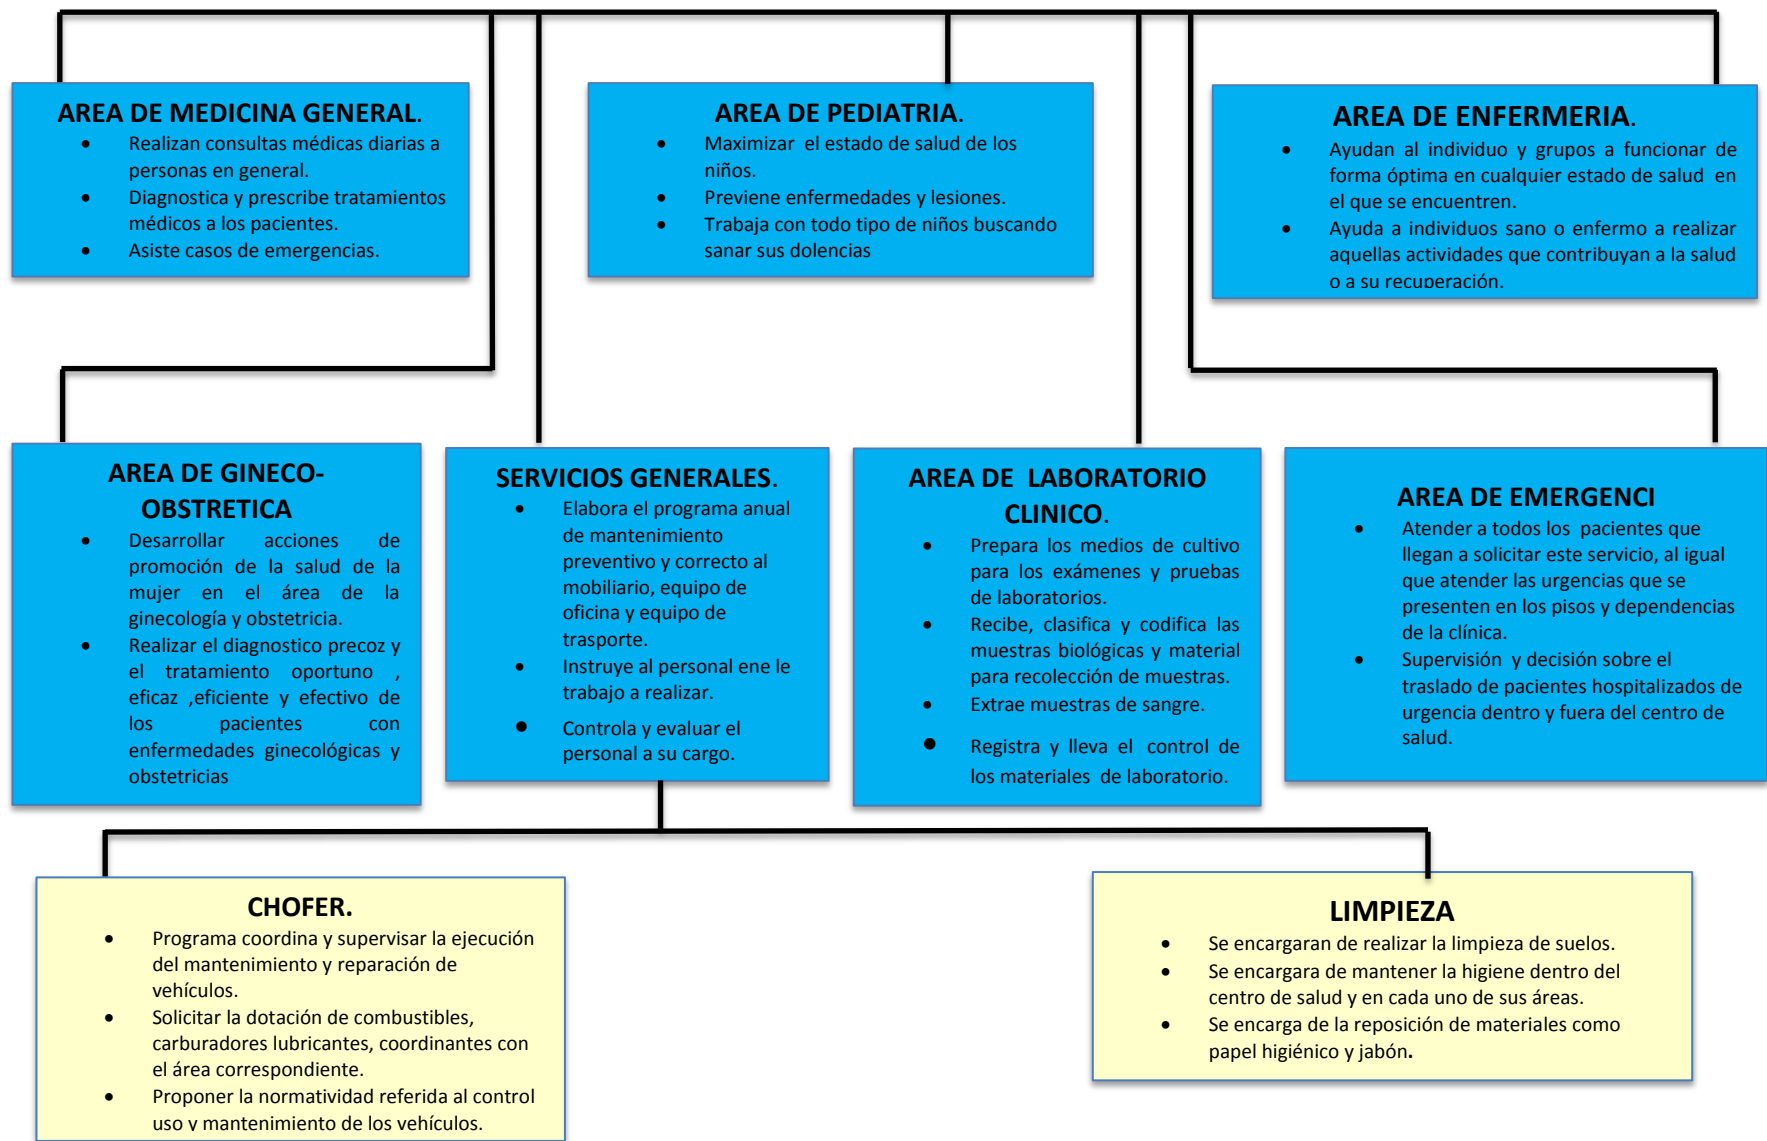 AREA DE MEDICINA GENERAL.
• Realizan consultas médicas diarias a
personas en general.
• Diagnostica y prescribe tratamientos
médicos a los pacientes.
• Asiste casos de emergencias.
AREA DE PEDIATRIA.
• Maximizar el estado de salud de los
niños.
• Previene enfermedades y lesiones.
• Trabaja con todo tipo de niños buscando
sanar sus dolencias
AREA DE ENFERMERIA.
• Ayudan al individuo y grupos a funcionar de
forma óptima en cualquier estado de salud en
el que se encuentren.
• Ayuda a individuos sano o enfermo a realizar
aquellas actividades que contribuyan a la salud
o a su recuperación.
AREA DE GINECO-
OBSTRETICA
• Desarrollar acciones de
promoción de la salud de la
mujer en el área de la
ginecología y obstetricia.
• Realizar el diagnostico precoz y
el tratamiento oportuno ,
eficaz ,eficiente y efectivo de
los pacientes con
enfermedades ginecológicas y
obstetricias
SERVICIOS GENERALES.
• Elabora el programa anual
de mantenimiento
preventivo y correcto al
mobiliario, equipo de
oficina y equipo de
trasporte.
• Instruye al personal ene le
trabajo a realizar.
• Controla y evaluar el
personal a su cargo.
AREA DE LABORATORIO
CLINICO.
• Prepara los medios de cultivo
para los exámenes y pruebas
de laboratorios.
• Recibe, clasifica y codifica las
muestras biológicas y material
para recolección de muestras.
• Extrae muestras de sangre.
• Registra y lleva el control de
los materiales de laboratorio.
AREA DE EMERGENCI
• Atender a todos los pacientes que
llegan a solicitar este servicio, al igual
que atender las urgencias que se
presenten en los pisos y dependencias
de la clínica.
• Supervisión y decisión sobre el
traslado de pacientes hospitalizados de
urgencia dentro y fuera del centro de
salud.
CHOFER.
• Programa coordina y supervisar la ejecución
del mantenimiento y reparación de
vehículos.
• Solicitar la dotación de combustibles,
carburadores lubricantes, coordinantes con
el área correspondiente.
• Proponer la normatividad referida al control
uso y mantenimiento de los vehículos.
LIMPIEZA
• Se encargaran de realizar la limpieza de suelos.
• Se encargara de mantener la higiene dentro del
centro de salud y en cada uno de sus áreas.
• Se encarga de la reposición de materiales como
papel higiénico y jabón.